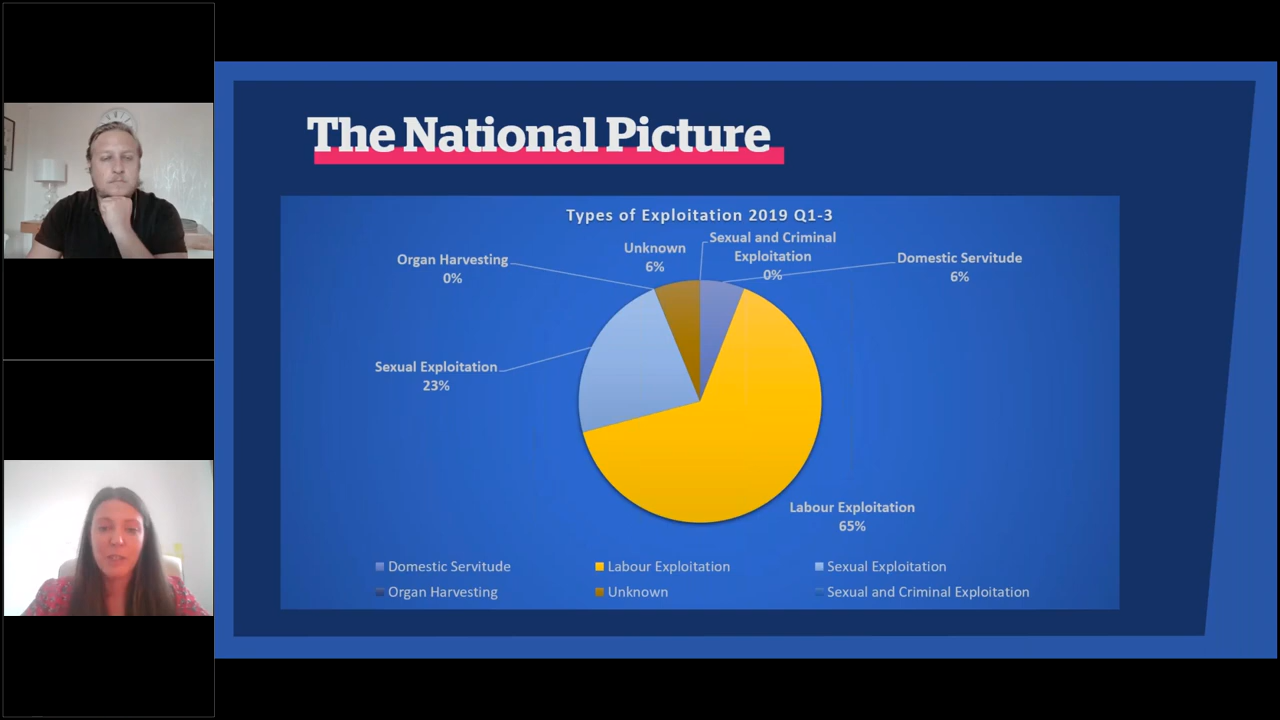 The National Picture
Types of Exploitation 2019 Q1-3
Sexual and Criminal
Exploitation
0%
Unknown
6%
Organ Harvesting
0%
Domestic Servitude
6%
Sexual Exploitation
23%
Labour Exploitation
65%
Domestic Servitude
Labour Exploitation
Sexual Exploitation
Organ Harvesting
Unknown
Sexual and Criminal Exploitation